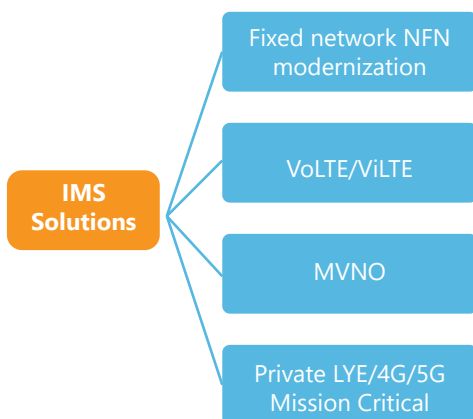 Fixed network NFN
modernization
VoLTE/ViLTE
IMS
Solutions
MVNO
Private LYE/4G/5G
Mission Critical